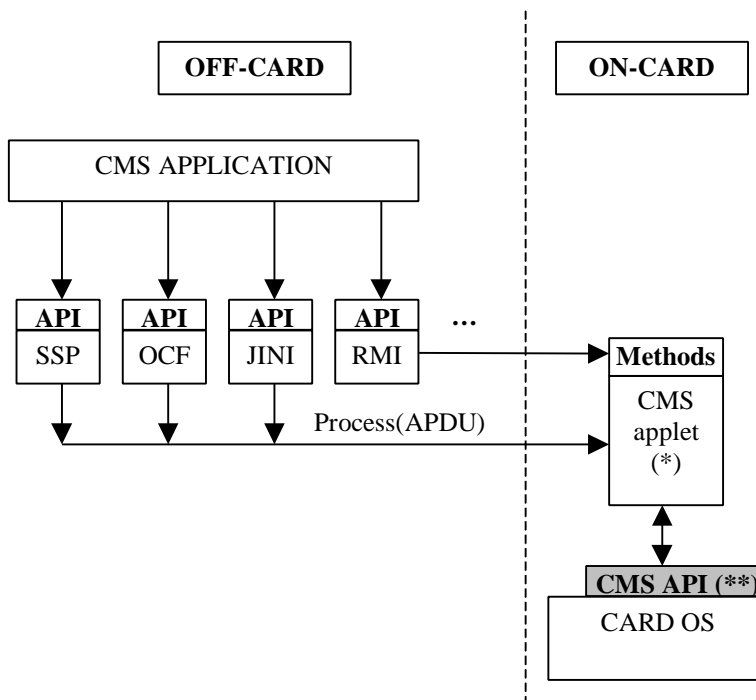 OFF-CARD
ON-CARD
CMS APPLICATION
API
API
API
API
...
SSP
OCF
JINI
RMI
Methods
CMS
applet
(*)
Process(APDU)
CMS API (**)
CARD OS